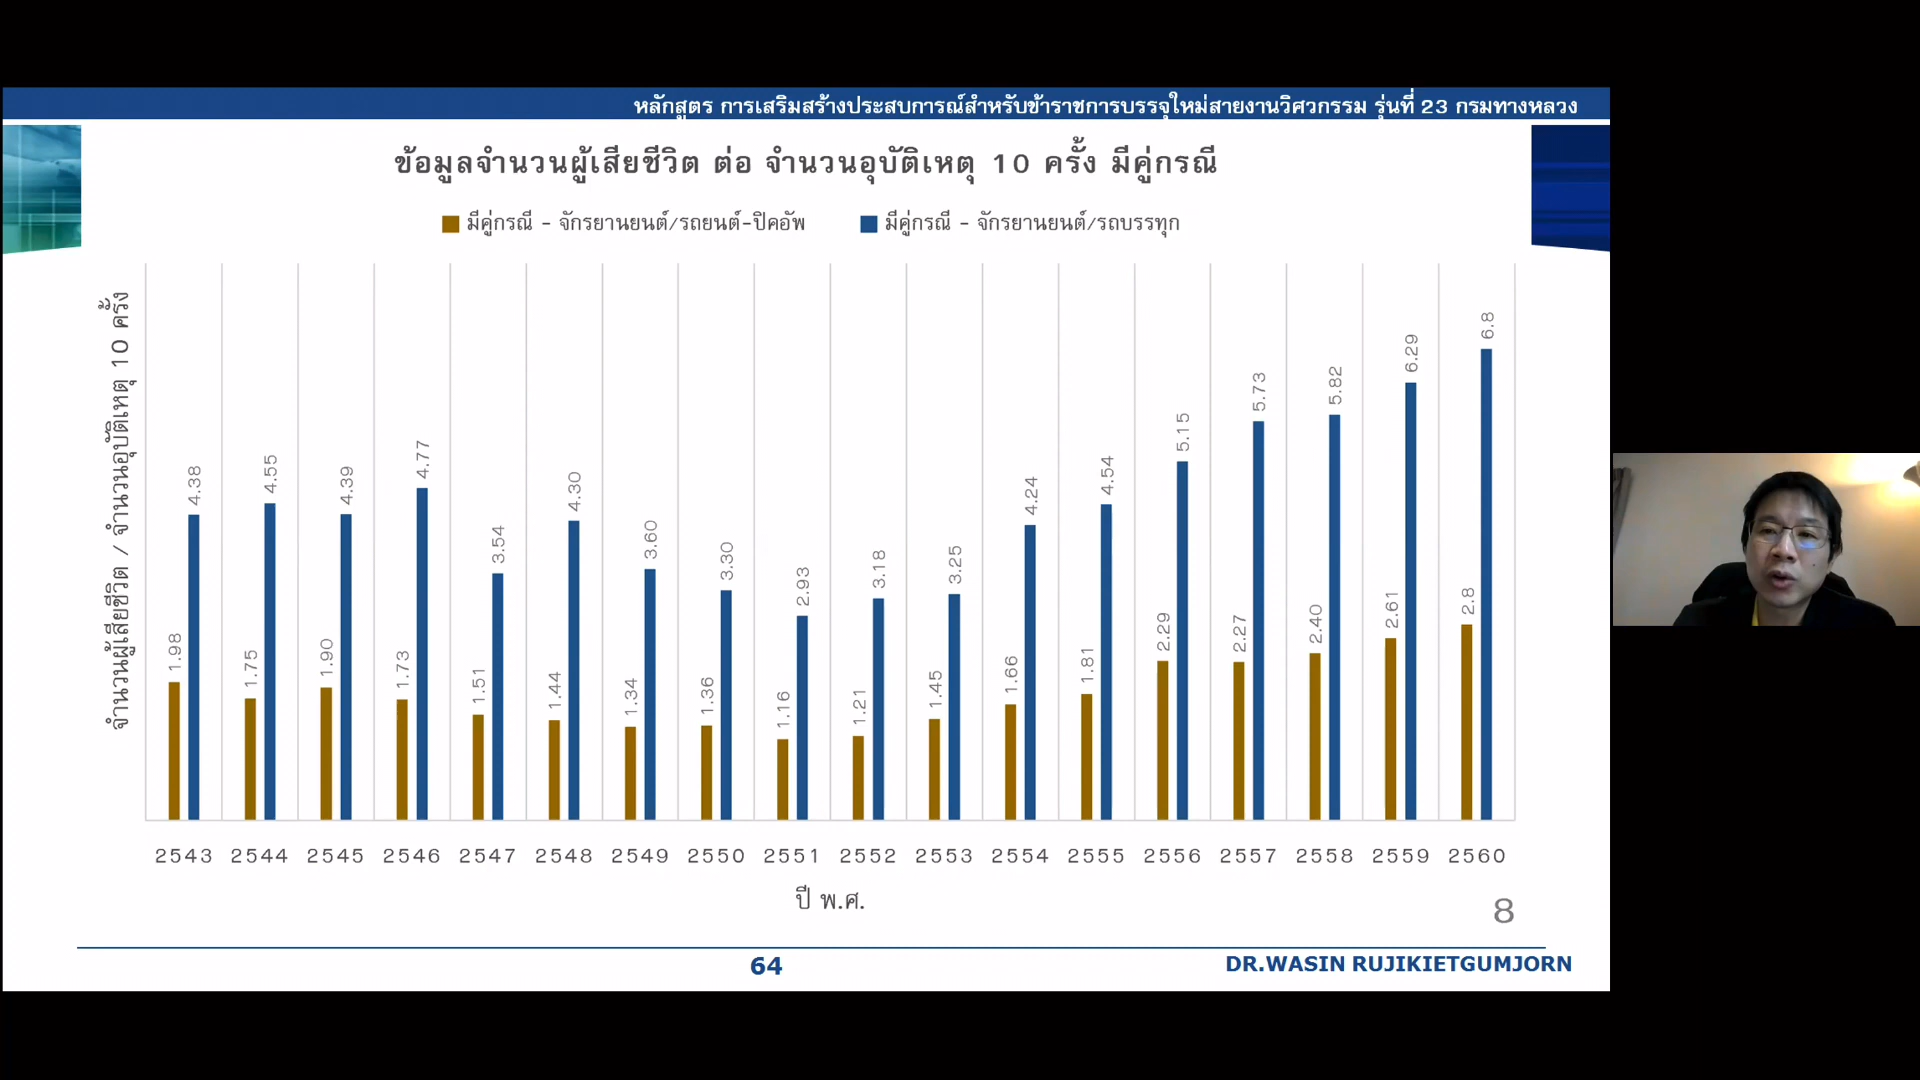 หลักสูตร การเสริมสร้างประสบการณ์สำหรับข้าราชการบรรจุใหม่สายงานวิศวกรรม รุ่นที่ 23 กรมทางหลวง
ข้อมูลจำนวนผู้เสียชีวิต ต่อ จำนวนอุบัติเหตุ 10 ครั้ง มีคู่กรณี
มีคู่กรณี - จักรยานยนต์/รถยนต์-ปิคอัพ มีคู่กรณี - จักรยานยนต์/รถบรรทุก
จำนวนผู้เสียชีวิต / จำนวนอุบัติเหตุ 10 ครั้ง
1.98 4.38 1.75 4.55 1.90 4.39 1.73 4.77 1.51 3.54 1.44 4.30 1.34 3.60 1.36 3.30 1.16 2.93 1.21 3.18 1.45 3.25 1.66 4.24 1.81 4.54 2.29 5.15 2.27 5.73 2.40 5.82 2.61 6.29 2.8 6.8
2543 2544 2545 2546 2547 2548 2549 2550 2551 2552 2553 2554 2555 2556 2557 2558 2559 2560
ปี พ.ศ.
8
64 DR.WASIN RUJIKIETGUMJORN